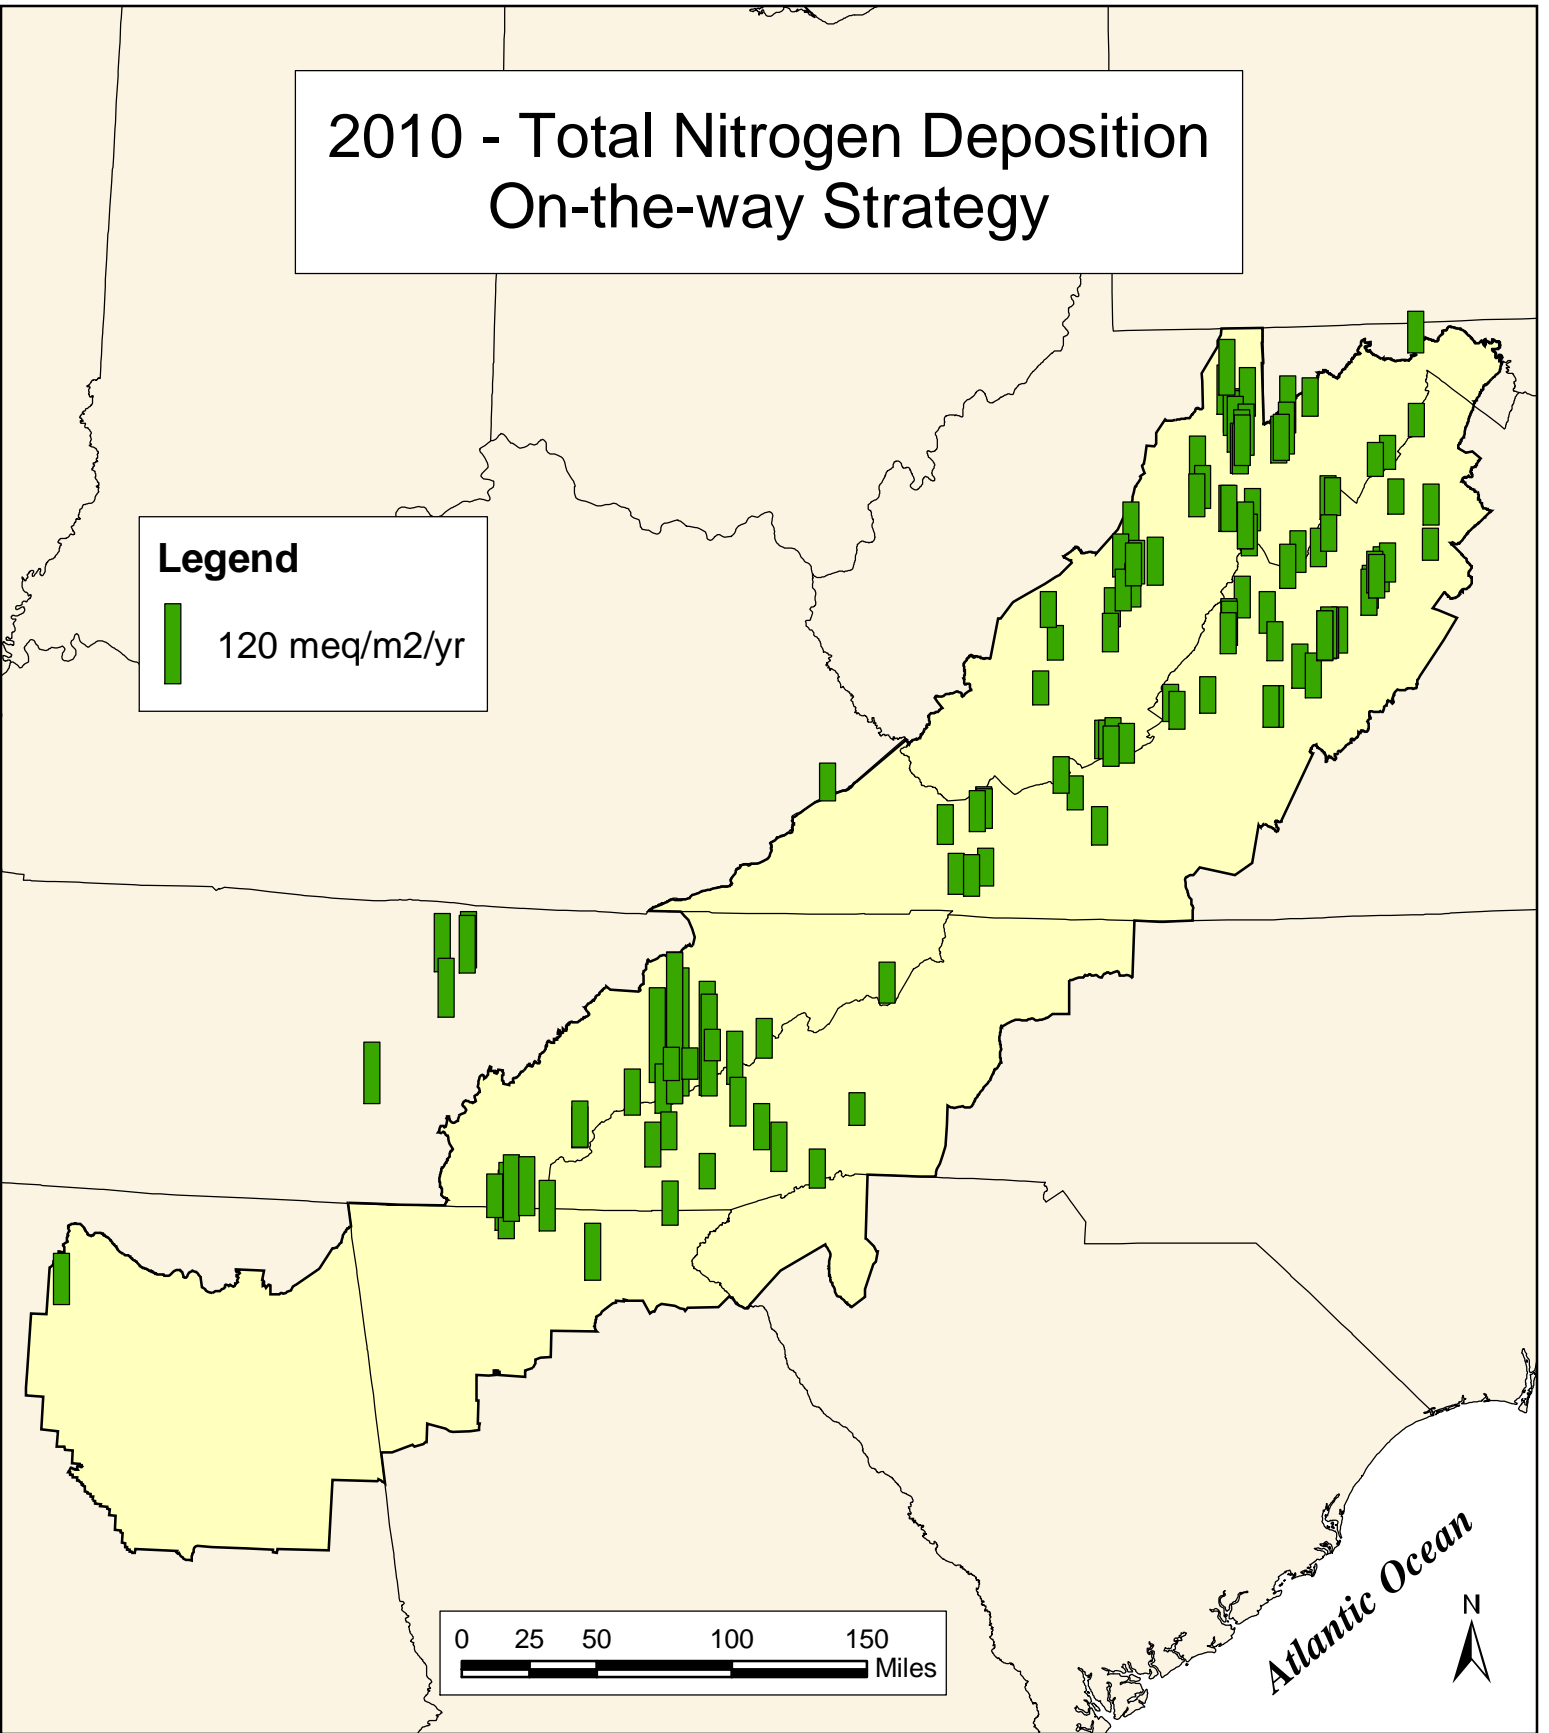 2010 - Total Nitrogen Deposition
On-the-way Strategy
Legend
120 meq/m2/yr
0 25 50 100 150
Miles
Atlantic Ocean
N